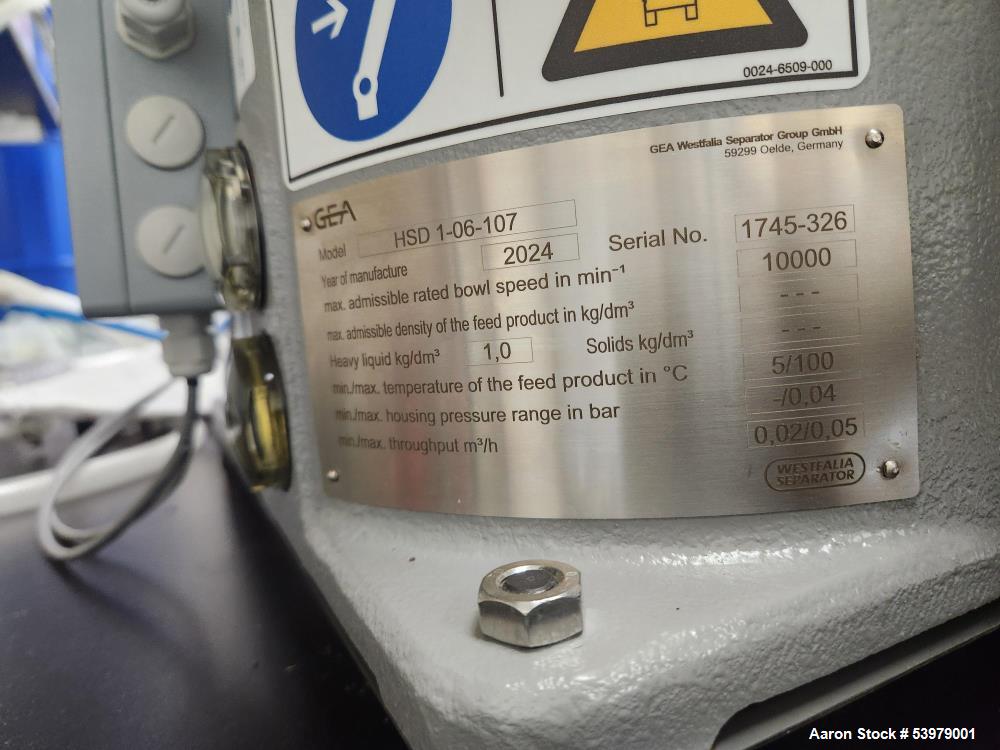 0024-6509-000
GEA Westfalia Separator Group GmbH
59299 Oelde, Germany
GEA
Model HSD 1-06-107
Year of manufacture 2024 Serial No. 1745-326
max. admissible rated bowl speed in min⁻¹ 10000
max. admissible density of the feed product in kg/dm³ - - -
Heavy liquid kg/dm³ 1,0 Solids kg/dm³ - - -
min./max. temperature of the feed product in °C 5/100
min./max. housing pressure range in bar -/0,04
min./max. throughput m³/h 0,02/0,05
WESTFALIA
SEPARATOR
Aaron Stock # 53979001